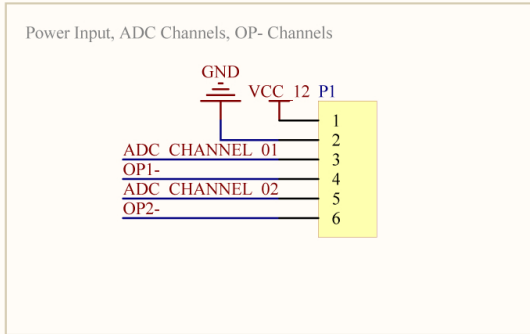 Power Input, ADC Channels, OP- Channels
GND
VCC_12 P1
1
2
ADC_CHANNEL_01 3
OP1- 4
ADC_CHANNEL_02 5
OP2- 6